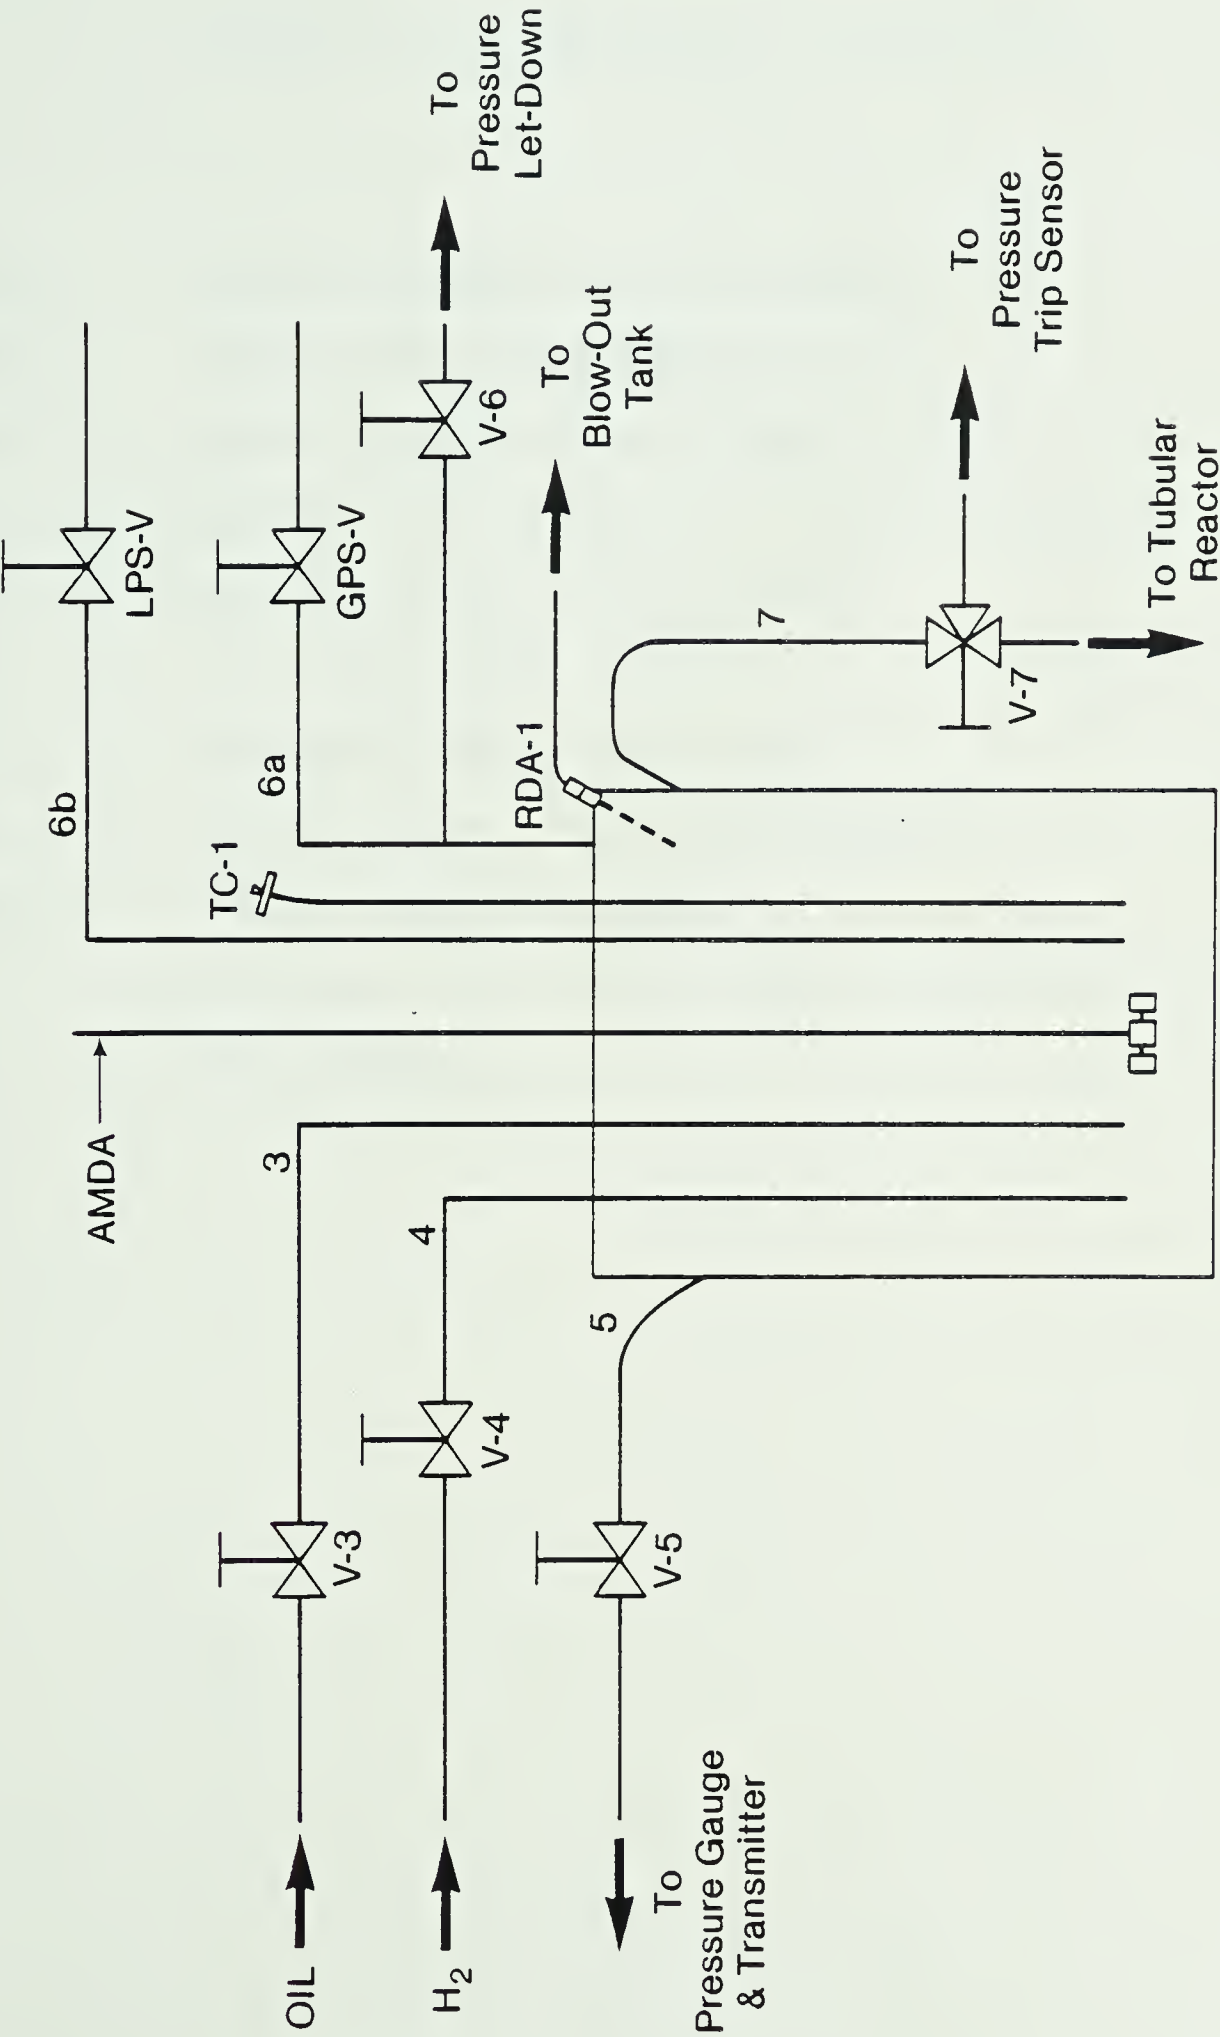 AMDA
6b
LPS-V
TC-1
6a
GPS-V
3
OIL
V-3
4
H2
V-4
V-6
To
Pressure
Let-Down
RDA-1
To
Blow-Out
Tank
5
V-5
To
Pressure Gauge
& Transmitter
7
V-7
To
Pressure
Trip Sensor
To Tubular
Reactor